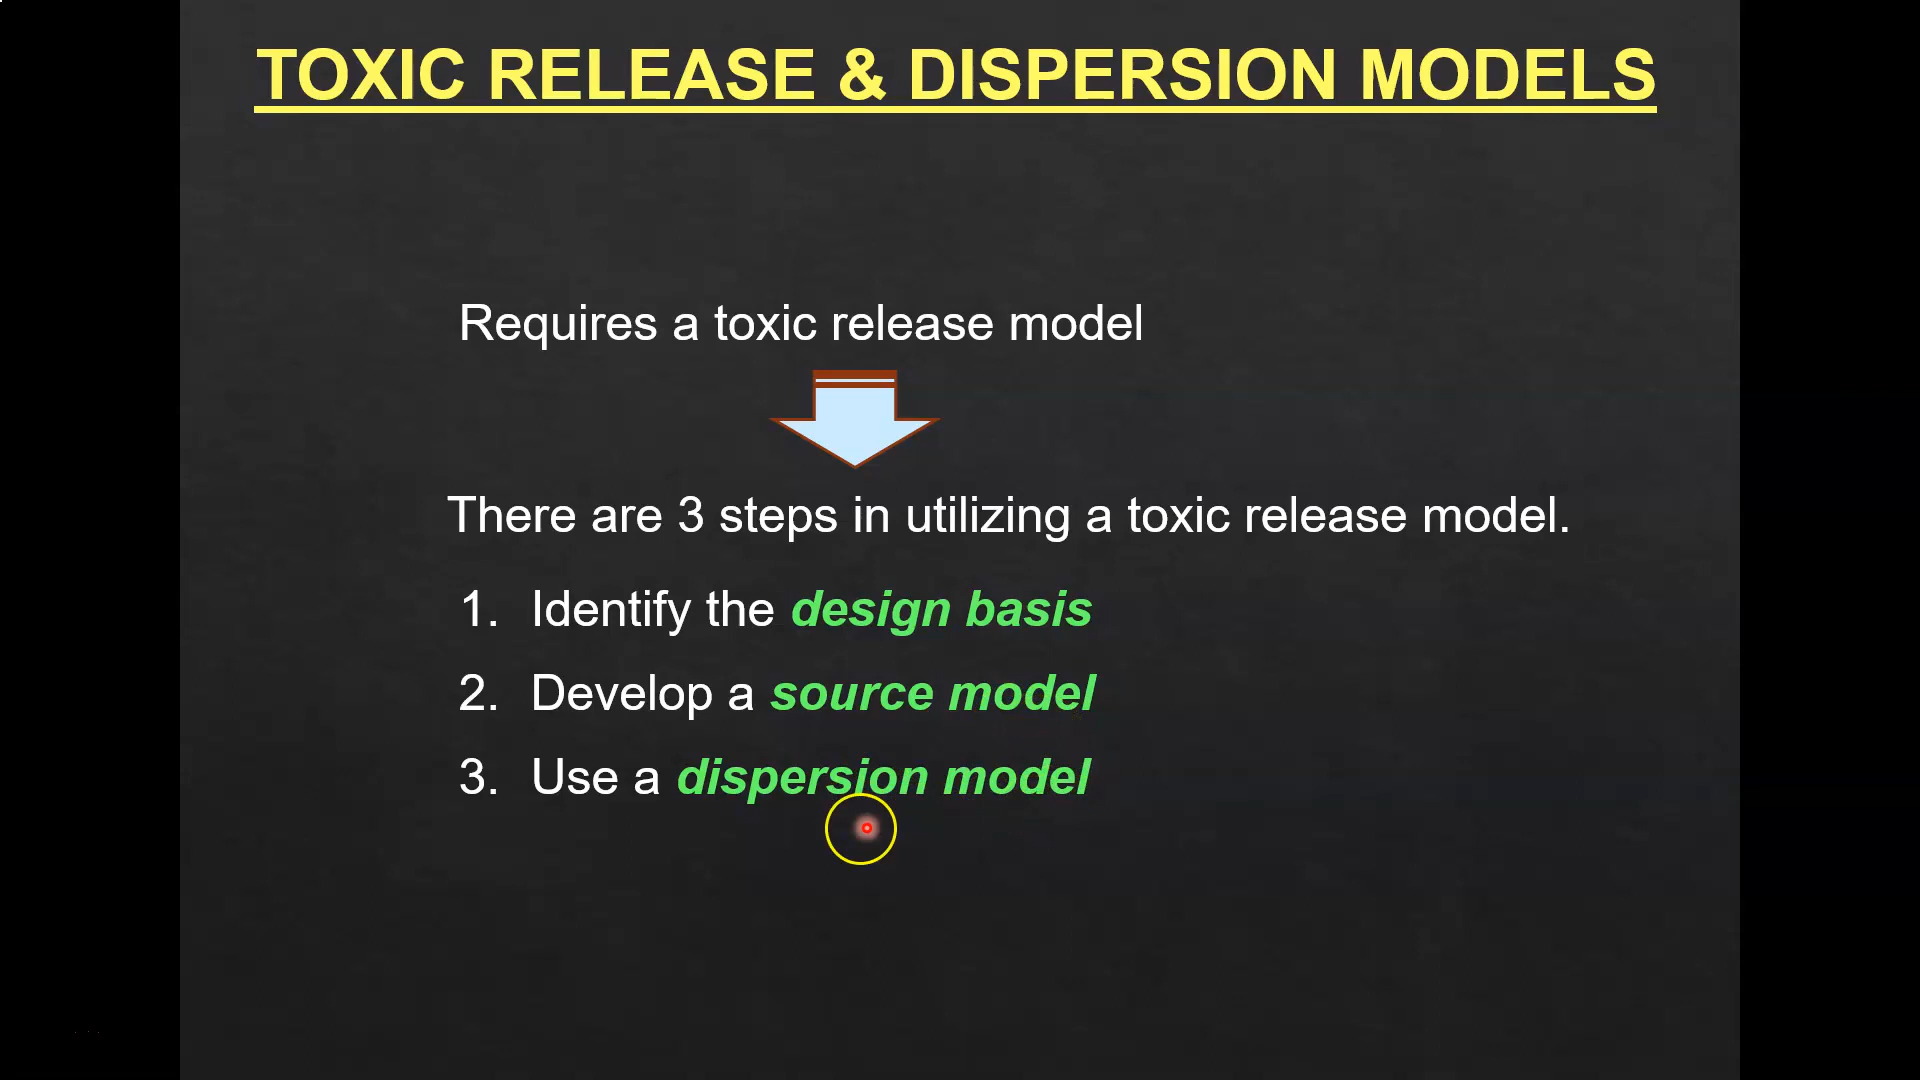 TOXIC RELEASE & DISPERSION MODELS
Requires a toxic release model
There are 3 steps in utilizing a toxic release model.
1. Identify the design basis
2. Develop a source model
3. Use a dispersion model